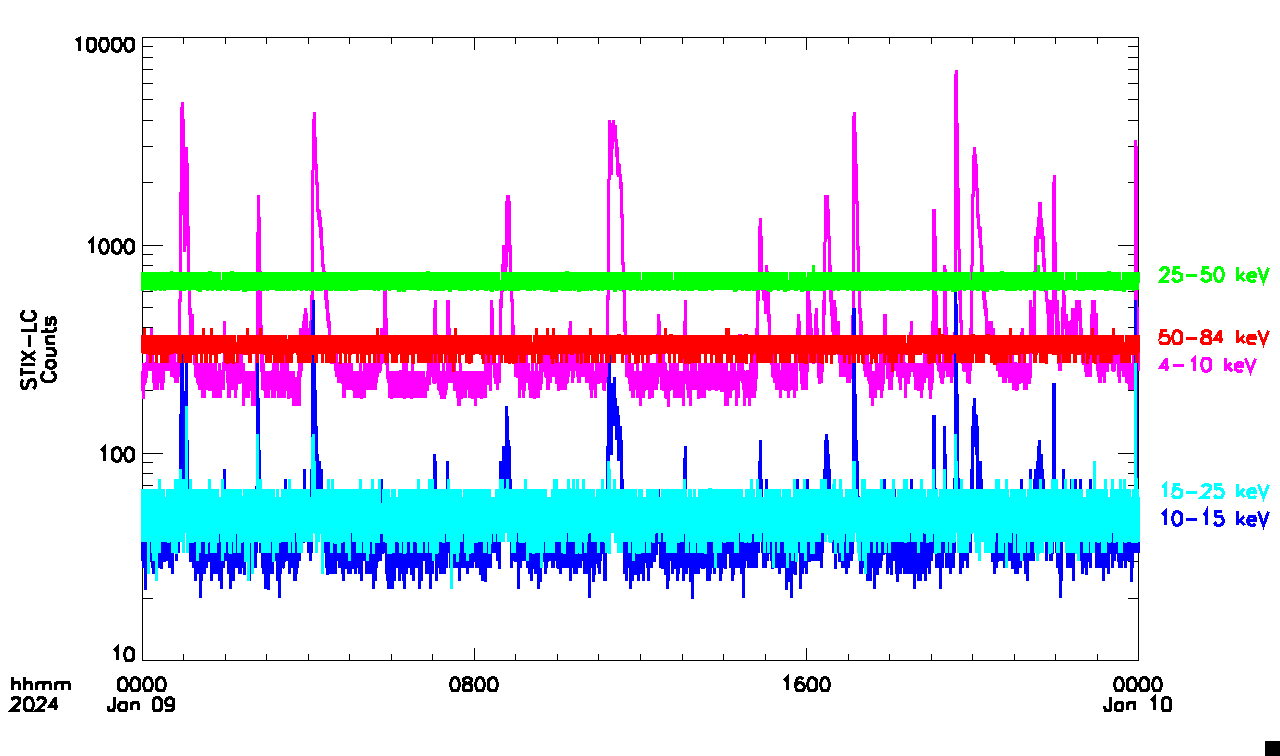 10000
1000
100
10
STIX-LC
Counts
25-50 keV
50-84 keV
4-10 keV
15-25 keV
10-15 keV
hhmm 0000 0800 1600 0000
2024 Jan 09 Jan 10